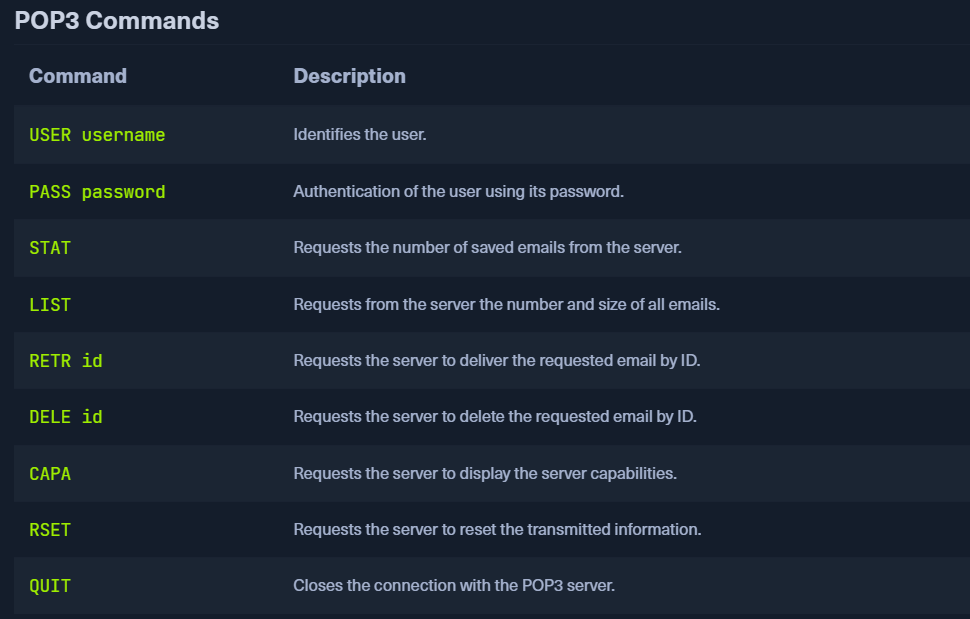 POP3 Commands
Command Description
USER username Identifies the user.
PASS password Authentication of the user using its password.
STAT Requests the number of saved emails from the server.
LIST Requests from the server the number and size of all emails.
RETR id Requests the server to deliver the requested email by ID.
DELE id Requests the server to delete the requested email by ID.
CAPA Requests the server to display the server capabilities.
RSET Requests the server to reset the transmitted information.
QUIT Closes the connection with the POP3 server.